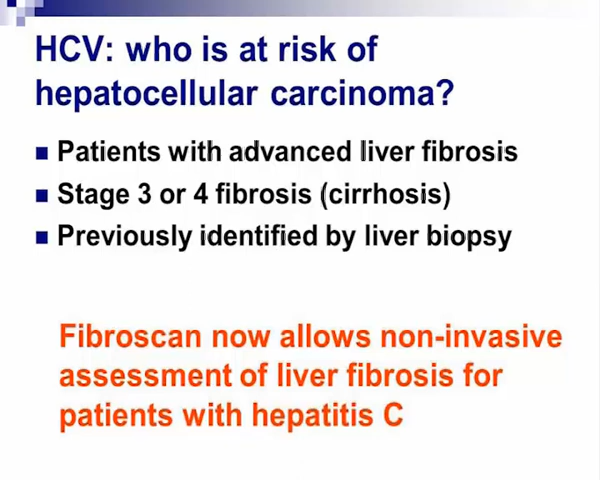 HCV: who is at risk of
hepatocellular carcinoma?
Patients with advanced liver fibrosis
Stage 3 or 4 fibrosis (cirrhosis)
Previously identified by liver biopsy
Fibroscan now allows non-invasive
assessment of liver fibrosis for
patients with hepatitis C